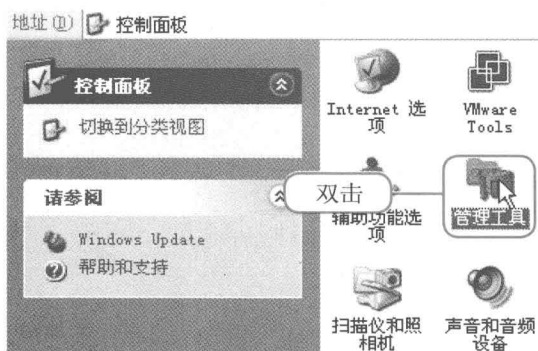 地址(D) 控制面板
控制面板
切换到分类视图
请参阅
Windows Update
帮助和支持
Internet 选
项
VMware
Tools
双击
辅助功能选
项
管理工具
扫描仪和照
相机
声音和音频
设备